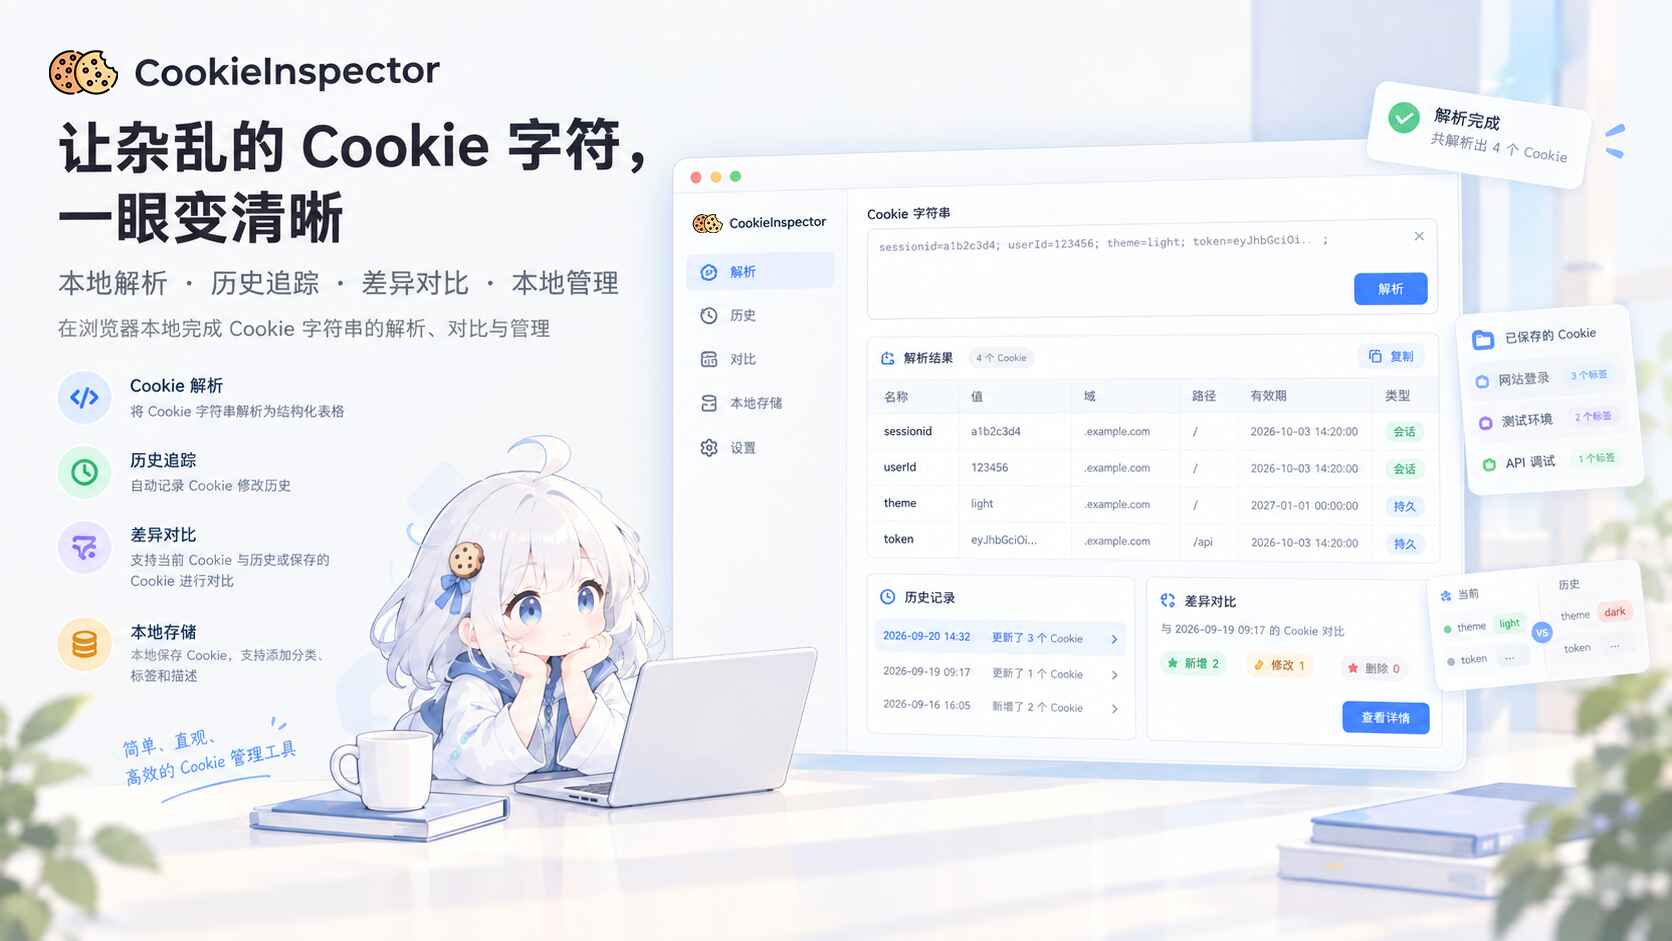 CookieInspector
让杂乱的 Cookie 字符，
一眼变清晰
本地解析 · 历史追踪 · 差异对比 · 本地管理
在浏览器本地完成 Cookie 字符串的解析、对比与管理
Cookie 解析
将 Cookie 字符串解析为结构化表格
历史追踪
自动记录 Cookie 修改历史
差异对比
支持当前 Cookie 与历史或保存的
Cookie 进行对比
本地存储
本地保存 Cookie，支持添加分类、
标签和描述
简单、直观、
高效的 Cookie 管理工具
CookieInspector
解析
历史
对比
本地存储
设置
Cookie 字符串
sessionid=a1b2c3d4; userId=123456; theme=light; token=eyJhbGciOi.. ;
解析
解析结果 4 个 Cookie 复制
名称 值 域 路径 有效期 类型
sessionid a1b2c3d4 .example.com / 2026-10-03 14:20:00 会话
userId 123456 .example.com / 2026-10-03 14:20:00 会话
theme light .example.com / 2027-01-01 00:00:00 持久
token eyJhbGciOi... .example.com /api 2026-10-03 14:20:00 持久
历史记录
2026-09-20 14:32 更新了 3 个 Cookie
2026-09-19 09:17 更新了 1 个 Cookie
2026-09-16 16:05 新增了 2 个 Cookie
差异对比
与 2026-09-19 09:17 的 Cookie 对比
新增 2 修改 1 删除 0
查看详情
解析完成
共解析出 4 个 Cookie
已保存的 Cookie
网站登录 3 个标签
测试环境 2 个标签
API 调试 1 个标签
当前 历史
theme light VS theme dark
token ... token ...